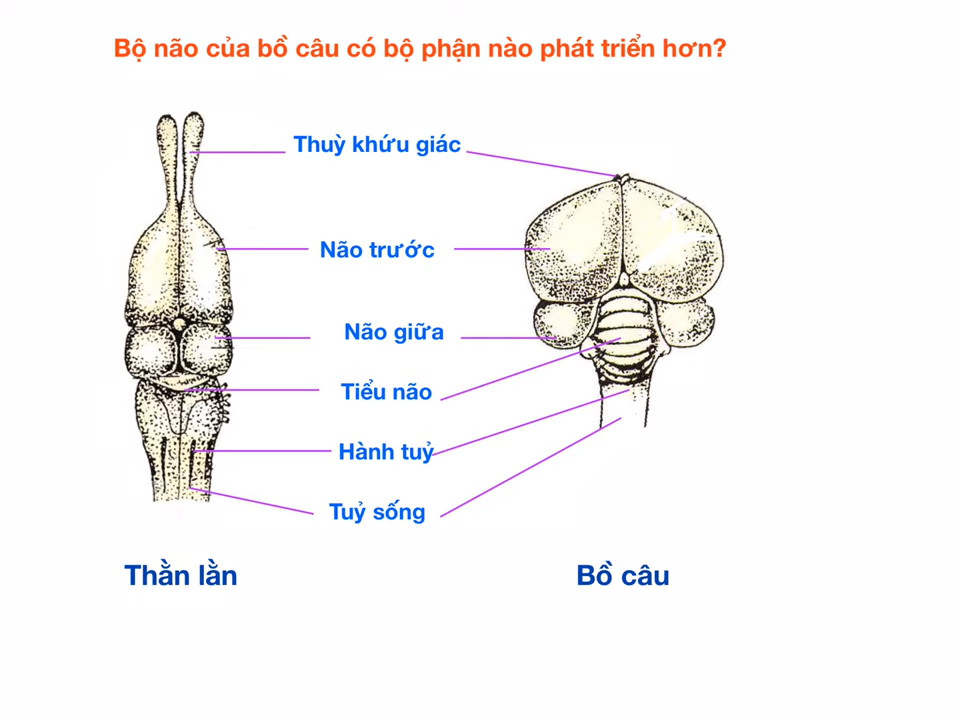 Bộ não của bồ câu có bộ phận nào phát triển hơn?
Thuỳ khứu giác
Não trước
Não giữa
Tiểu não
Hành tuỷ
Tuỷ sống
Thằn lằn
Bồ câu